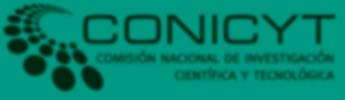 CONICYT
COMISIÓN NACIONAL DE INVESTIGACIÓN
CIENTÍFICA Y TECNOLÓGICA